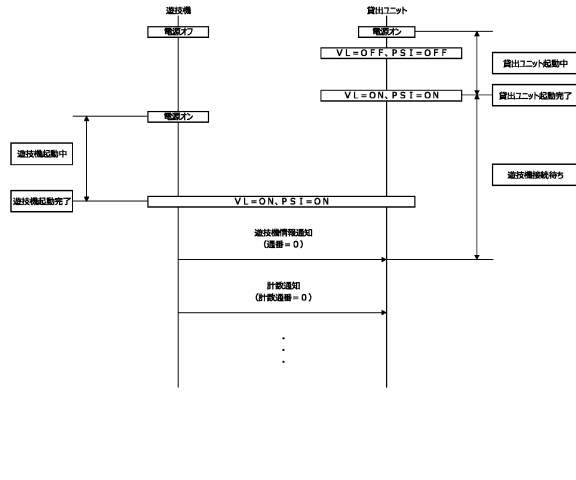 遊技機
貸出ユニット
電源オフ
電源オン
VL=OFF、PSI=OFF
貸出ユニット起動中
VL=ON、PSI=ON
貸出ユニット起動完了
電源オン
遊技機起動中
遊技機接続待ち
遊技機起動完了
VL=ON、PSI=ON
遊技機情報通知
(通番=0)
計数通知
(計数通番=0)